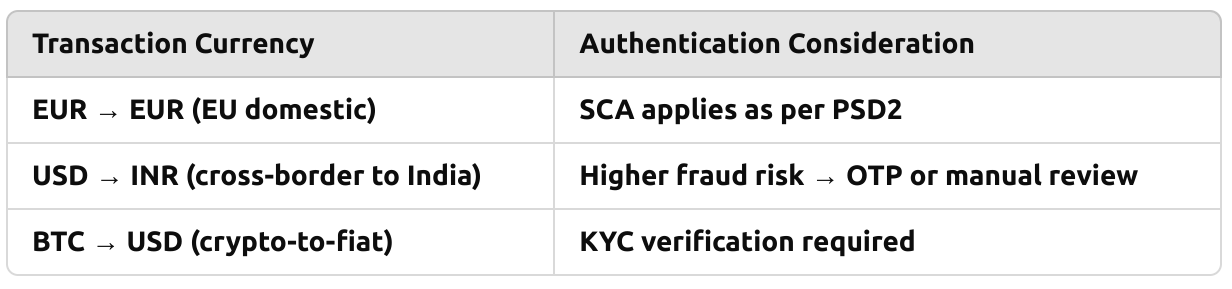 Transaction Currency
Authentication Consideration
EUR → EUR (EU domestic)
SCA applies as per PSD2
USD → INR (cross-border to India)
Higher fraud risk → OTP or manual review
BTC → USD (crypto-to-fiat)
KYC verification required